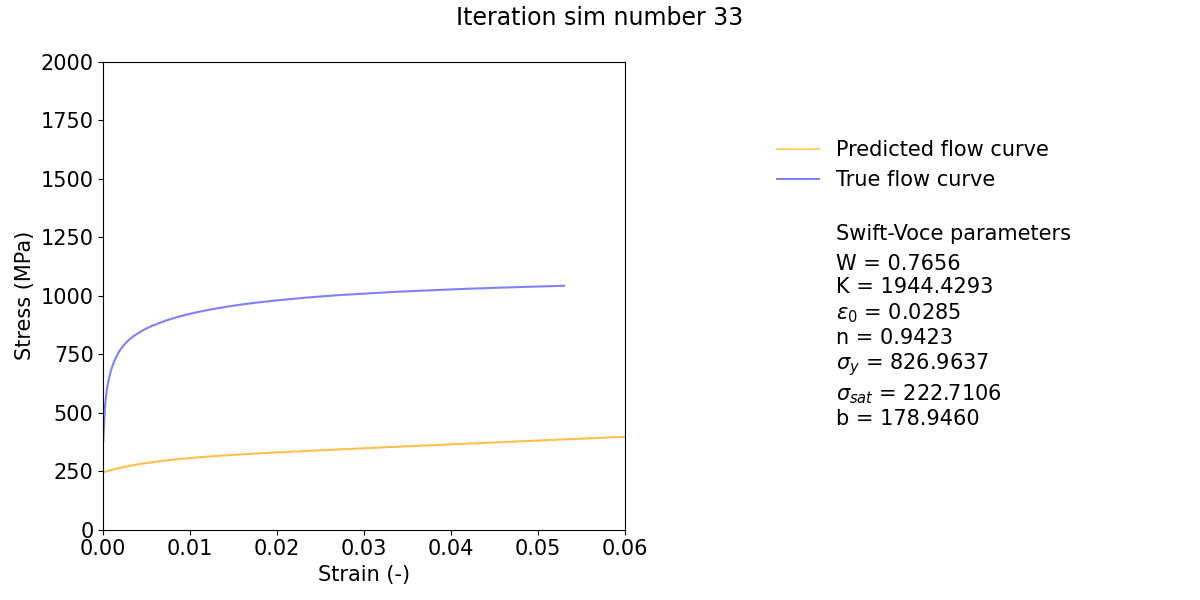 Iteration sim number 33
2000
1750
1500
1250
1000
750
500
250
0
Stress (MPa)
0.00 0.01 0.02 0.03 0.04 0.05 0.06
Strain (-)
Predicted flow curve
True flow curve
Swift-Voce parameters
W = 0.7656
K = 1944.4293
ε₀ = 0.0285
n = 0.9423
σ_y = 826.9637
σ_sat = 222.7106
b = 178.9460